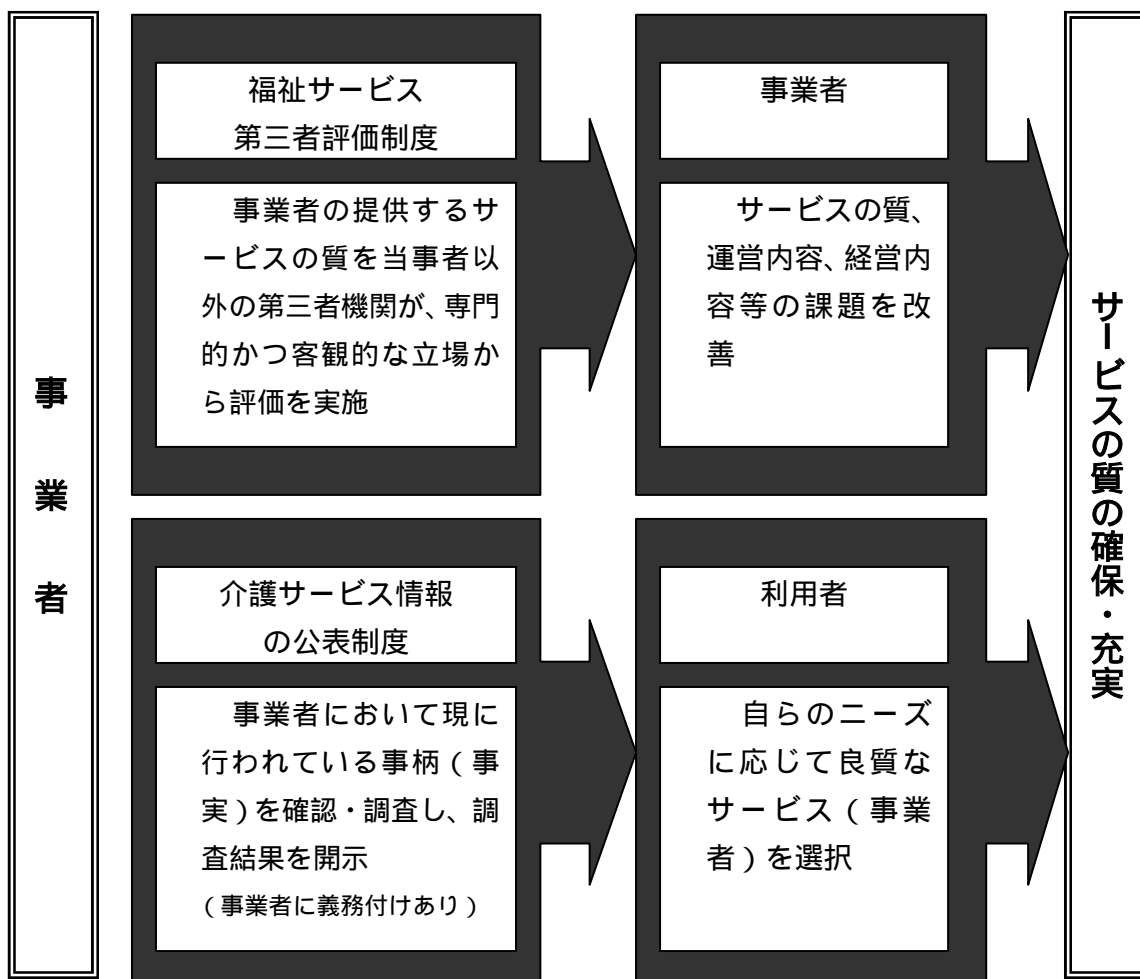 事業者
福祉サービス
第三者評価制度
事業者の提供するサ
ービスの質を当事者以
外の第三者機関が、専門
的かつ客観的な立場か
ら評価を実施
事業者
サービスの質、
運営内容、経営内
容等の課題を改
善
介護サービス情報
の公表制度
事業者において現に
行われている事柄（事
実）を確認・調査し、調
査結果を開示
（事業者に義務付けあり）
利用者
自らのニーズ
に応じて良質な
サービス（事業
者）を選択
サービスの質の確保・充実